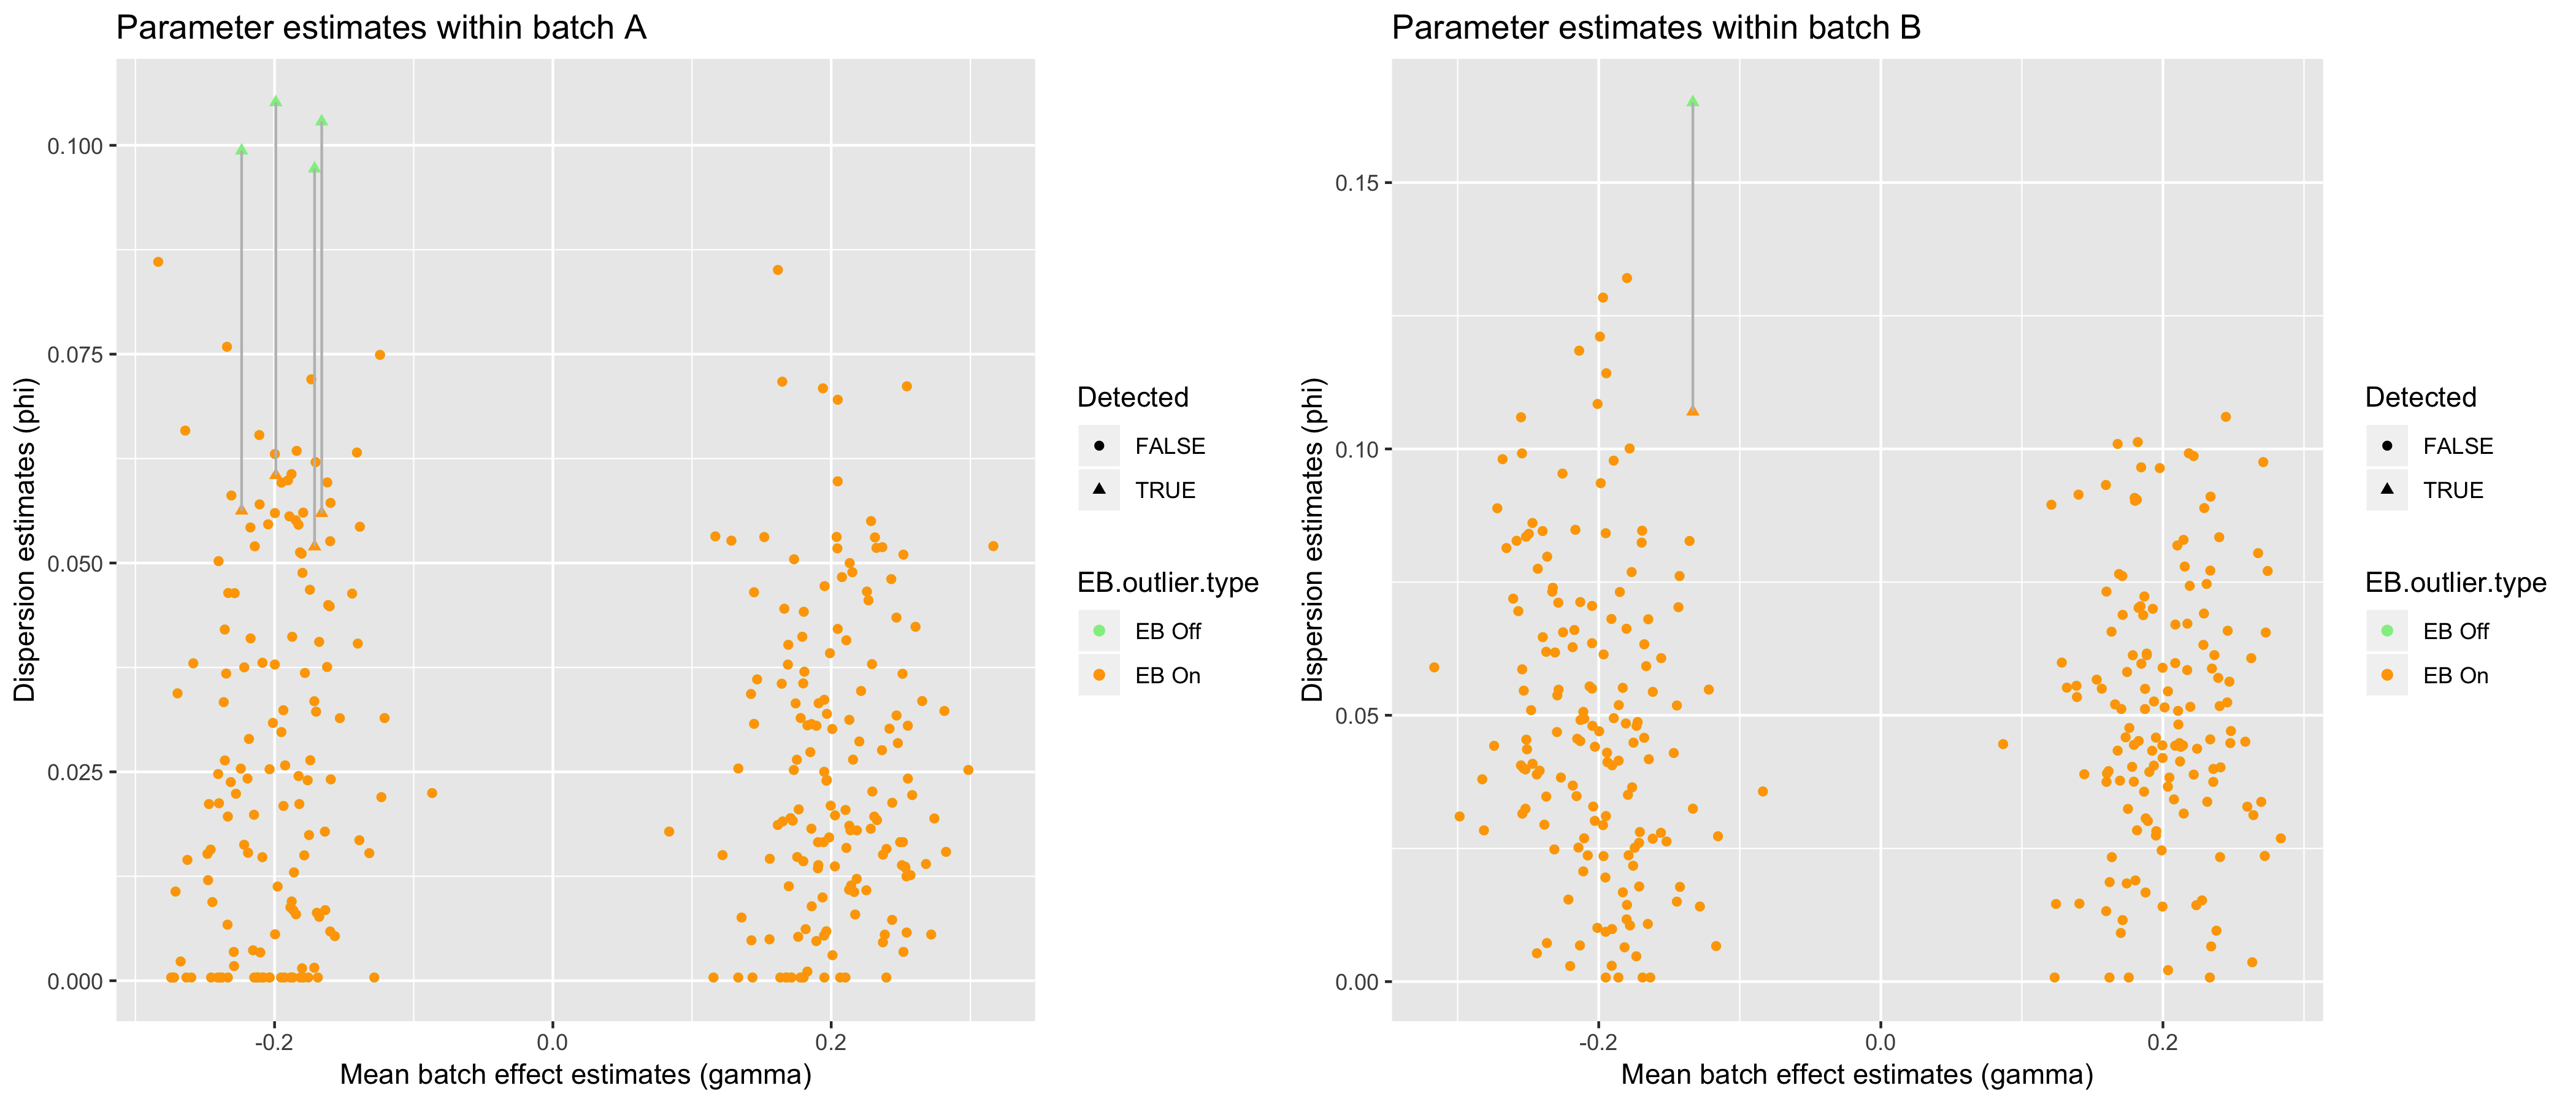 Parameter estimates within batch A
Dispersion estimates (phi)
0.100
0.075
0.050
0.025
0.000
-0.2
0.0
0.2
Mean batch effect estimates (gamma)
Detected
FALSE
TRUE
EB.outlier.type
EB Off
EB On
Parameter estimates within batch B
Dispersion estimates (phi)
0.15
0.10
0.05
0.00
-0.2
0.0
0.2
Mean batch effect estimates (gamma)
Detected
FALSE
TRUE
EB.outlier.type
EB Off
EB On